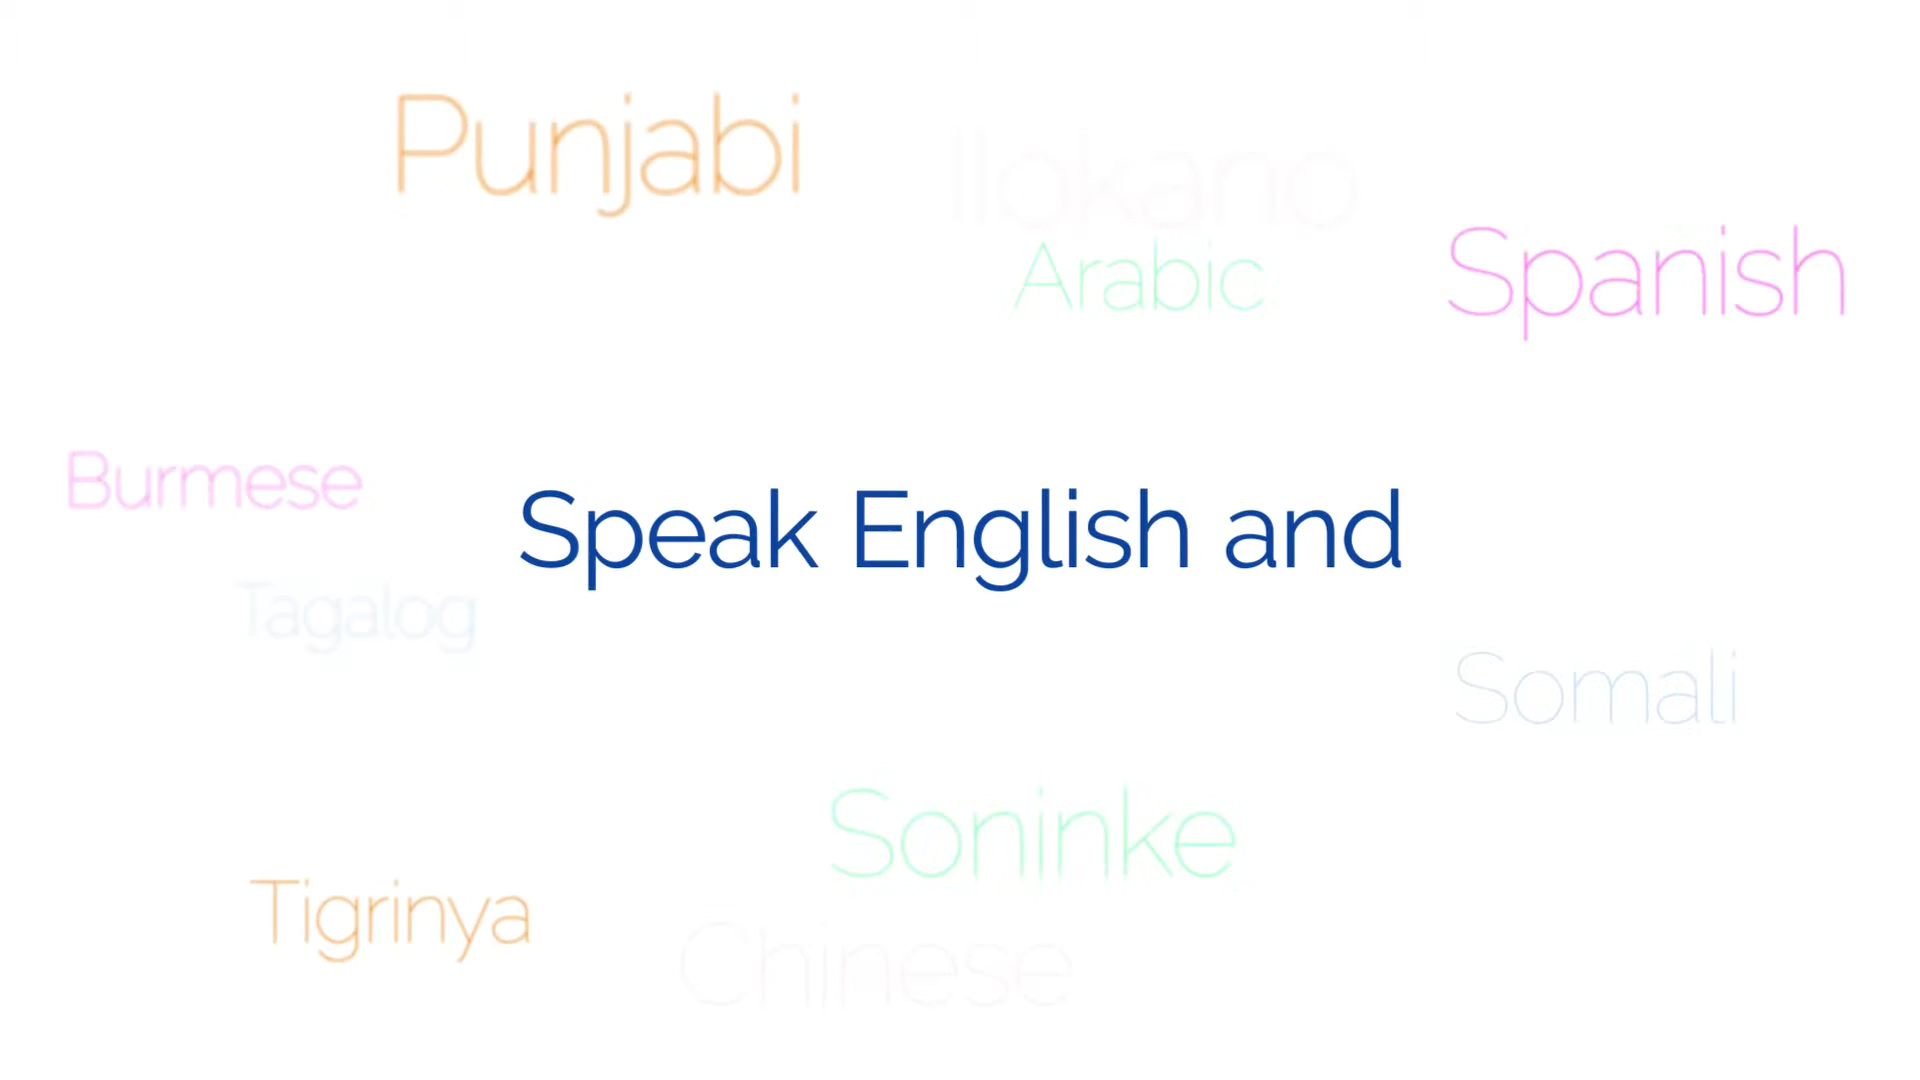 Punjabi
Ilokano
Arabic
Spanish
Burmese
Speak English and
Tagalog
Somali
Soninke
Tigrinya
Chinese